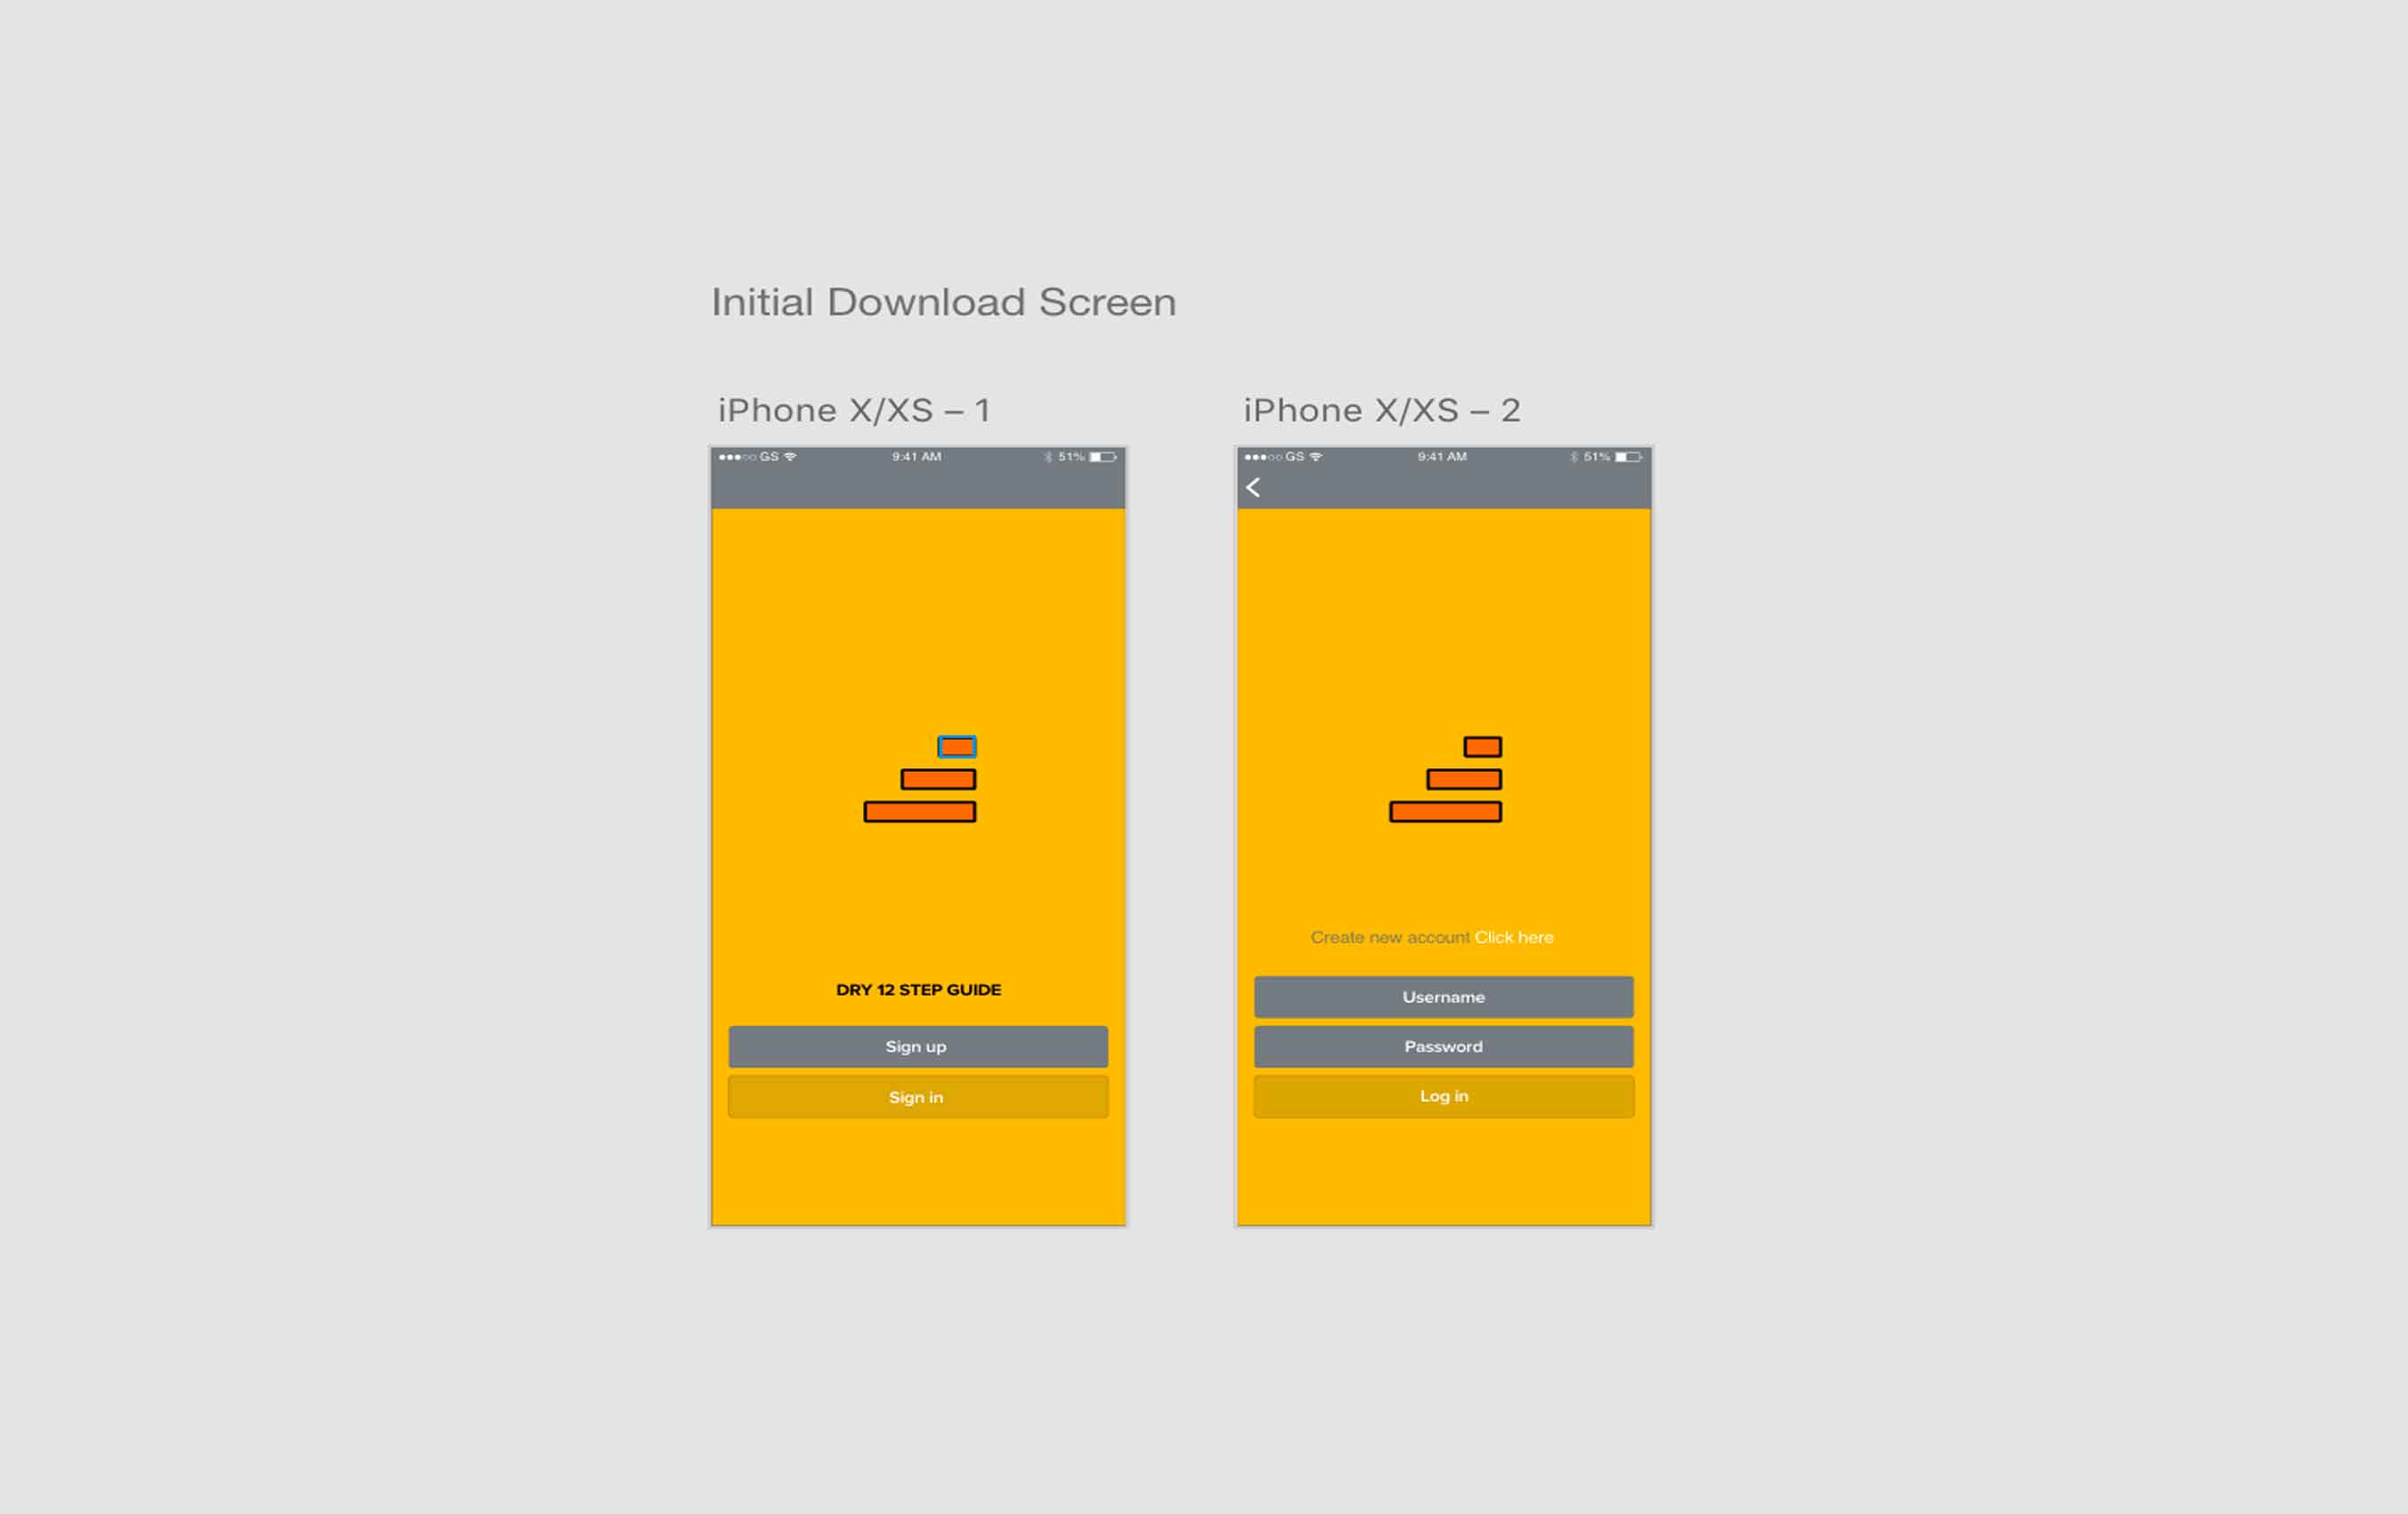 Initial Download Screen
iPhone X/XS – 1
GS 9:41 AM 51%
DRY 12 STEP GUIDE
Sign up
Sign in
iPhone X/XS – 2
GS 9:41 AM 51%
Create new account Click here
Username
Password
Log in